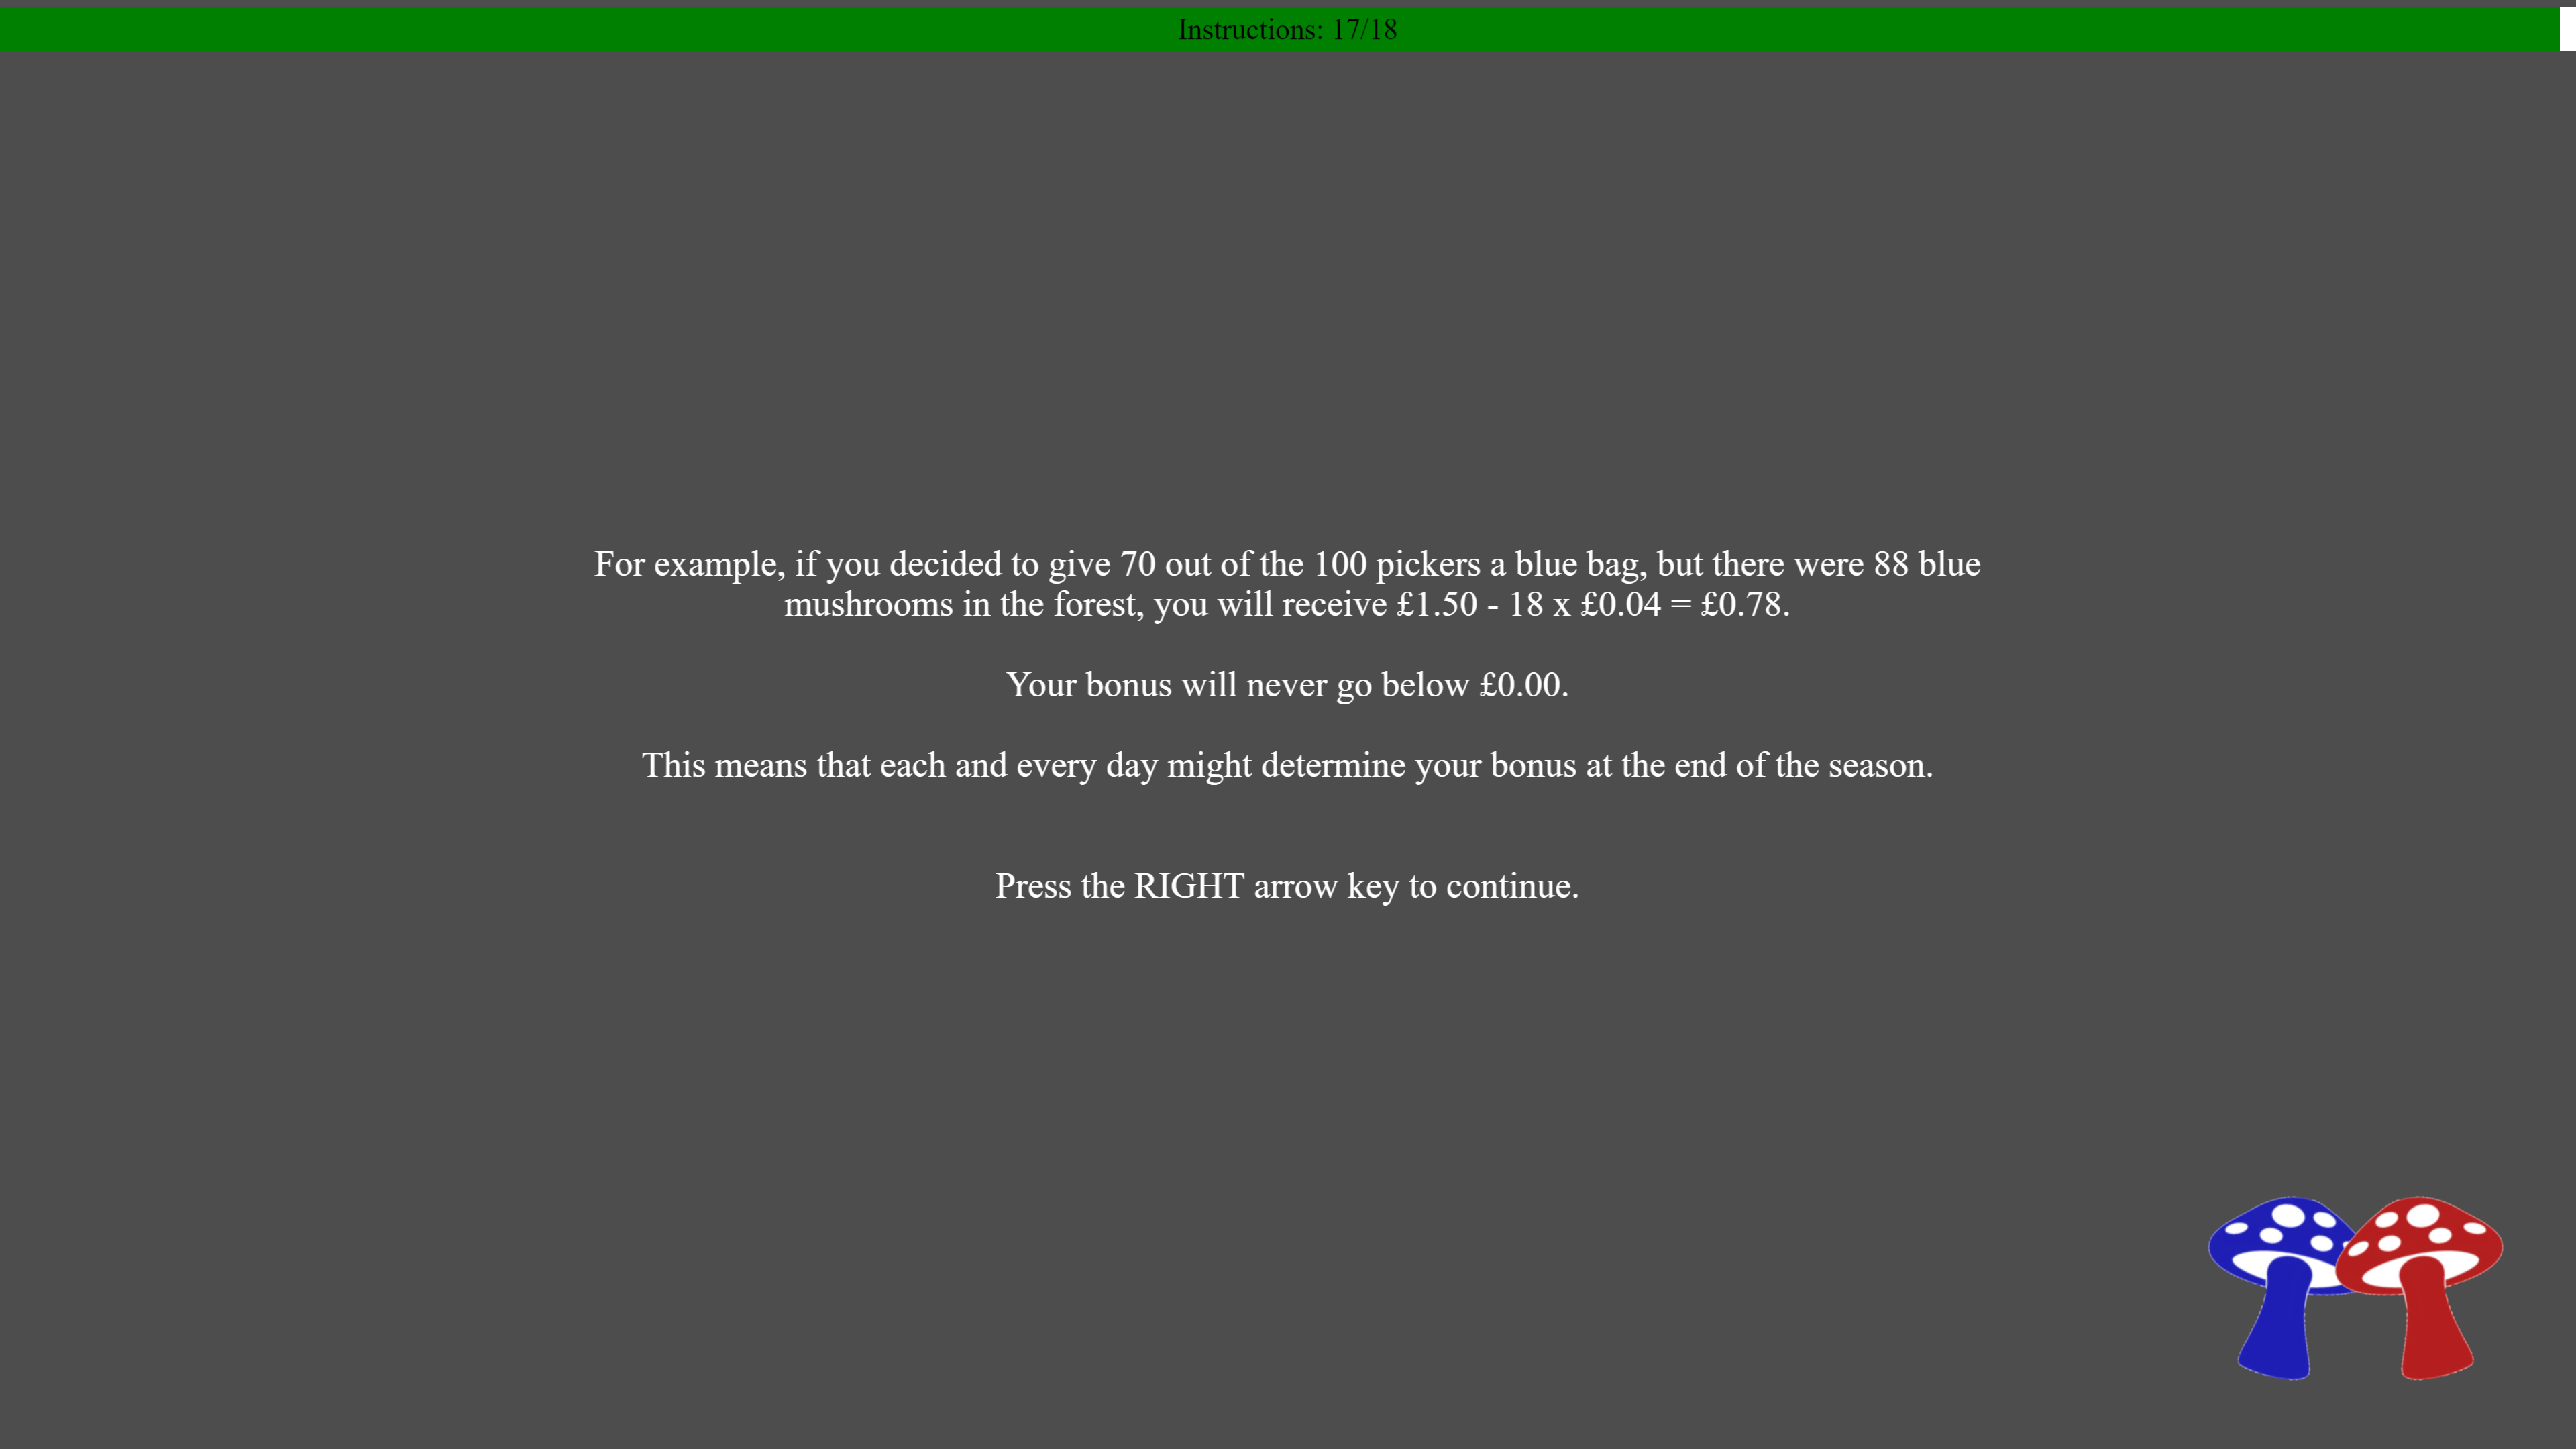 Instructions: 17/18
For example, if you decided to give 70 out of the 100 pickers a blue bag, but there were 88 blue
mushrooms in the forest, you will receive £1.50 - 18 x £0.04 = £0.78.
Your bonus will never go below £0.00.
This means that each and every day might determine your bonus at the end of the season.
Press the RIGHT arrow key to continue.